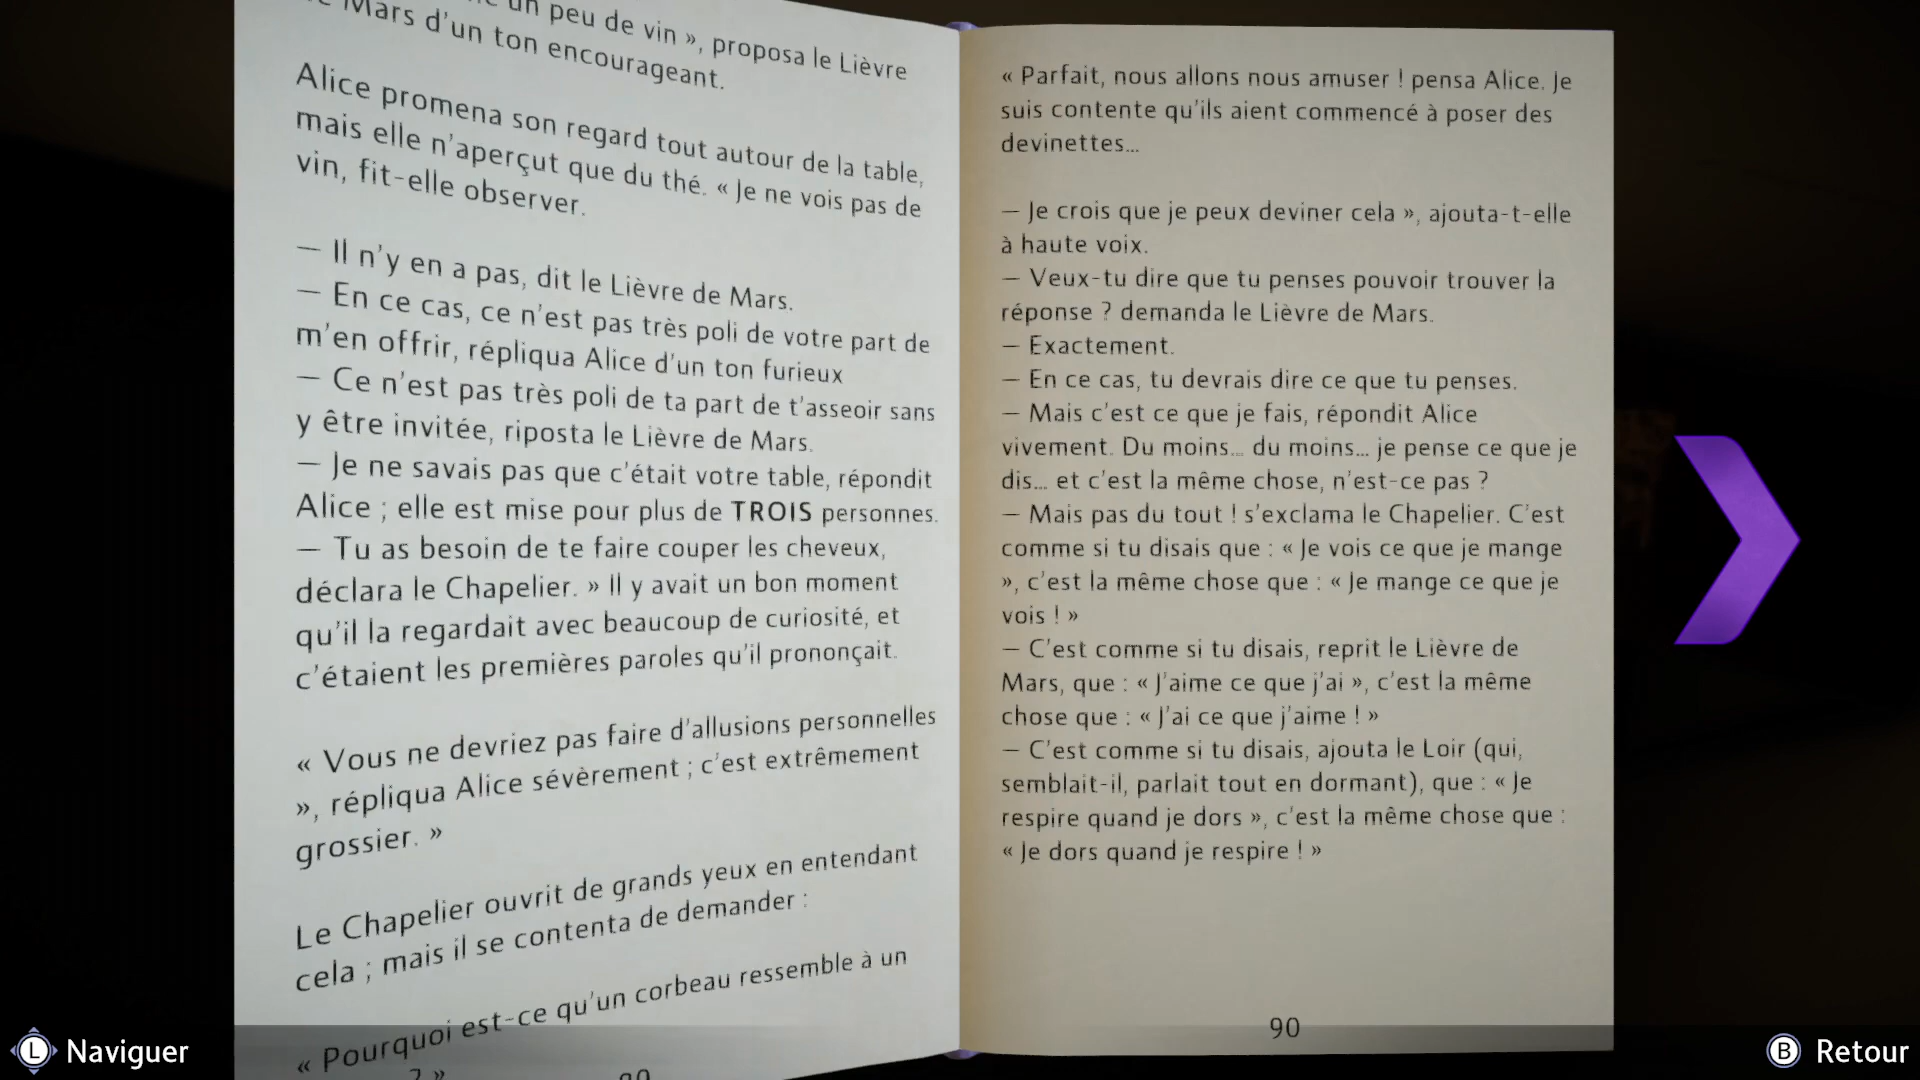 un peu de vin », proposa le Lièvre
Mars d'un ton encourageant.
Alice promena son regard tout autour de la table,
mais elle n'aperçut que du thé. « Je ne vois pas de
vin, fit-elle observer.
— Il n'y en a pas, dit le Lièvre de Mars.
— En ce cas, ce n'est pas très poli de votre part de
m'en offrir, répliqua Alice d'un ton furieux
— Ce n'est pas très poli de ta part de t'asseoir sans
y être invitée, riposta le Lièvre de Mars.
— Je ne savais pas que c'était votre table, répondit
Alice ; elle est mise pour plus de TROIS personnes.
— Tu as besoin de te faire couper les cheveux,
déclara le Chapelier. » Il y avait un bon moment
qu'il la regardait avec beaucoup de curiosité, et
c'étaient les premières paroles qu'il prononçait.
« Vous ne devriez pas faire d'allusions personnelles
», répliqua Alice sévèrement ; c'est extrêmement
grossier. »
Le Chapelier ouvrit de grands yeux en entendant
cela ; mais il se contenta de demander :
« Pourquoi est-ce qu'un corbeau ressemble à un
? »
« Parfait, nous allons nous amuser ! pensa Alice. Je
suis contente qu'ils aient commencé à poser des
devinettes...
— Je crois que je peux deviner cela », ajouta-t-elle
à haute voix.
— Veux-tu dire que tu penses pouvoir trouver la
réponse ? demanda le Lièvre de Mars.
— Exactement.
— En ce cas, tu devrais dire ce que tu penses.
— Mais c'est ce que je fais, répondit Alice
vivement. Du moins... du moins... je pense ce que je
dis... et c'est la même chose, n'est-ce pas ?
— Mais pas du tout ! s'exclama le Chapelier. C'est
comme si tu disais que : « Je vois ce que je mange
», c'est la même chose que : « Je mange ce que je
vois ! »
— C'est comme si tu disais, reprit le Lièvre de
Mars, que : « J'aime ce que j'ai », c'est la même
chose que : « J'ai ce que j'aime ! »
— C'est comme si tu disais, ajouta le Loir (qui,
semblait-il, parlait tout en dormant), que : « Je
respire quand je dors », c'est la même chose que :
« Je dors quand je respire ! »
90
L Naviguer
B Retour